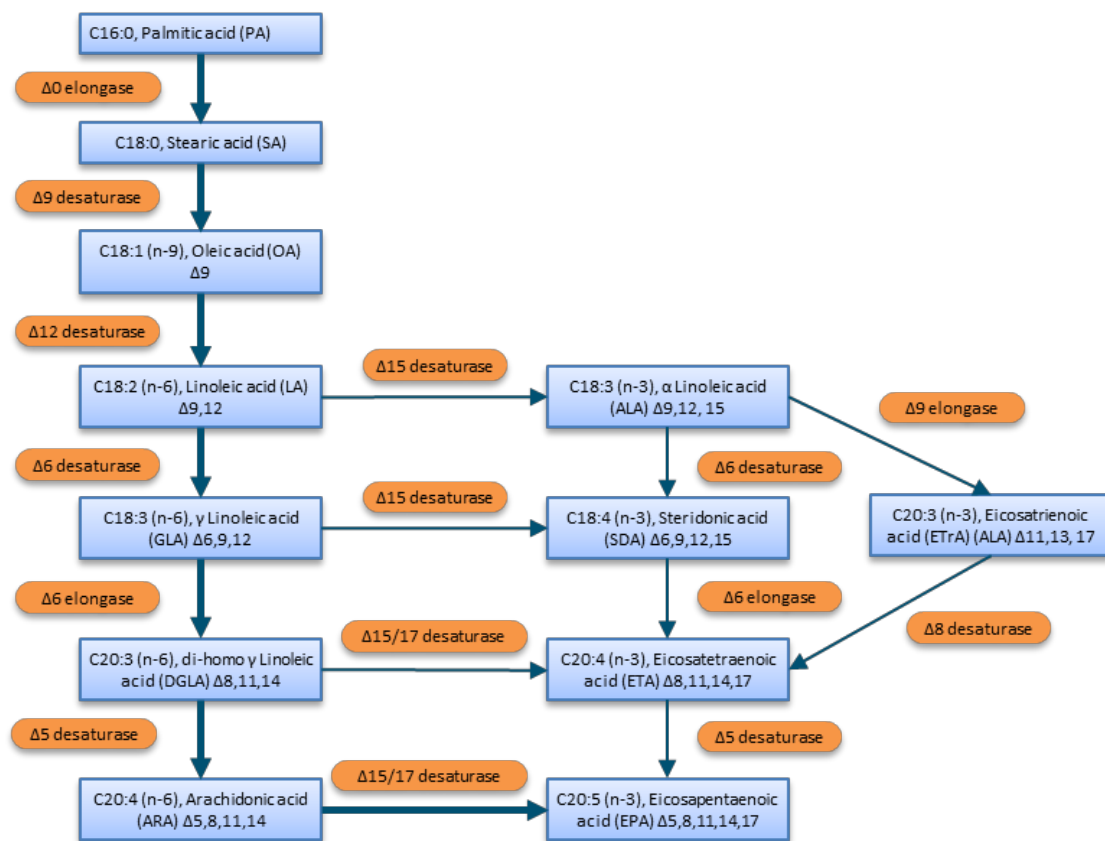 C16:0, Palmitic acid (PA)
Δ0 elongase
C18:0, Stearic acid (SA)
Δ9 desaturase
C18:1 (n-9), Oleic acid (OA)
Δ9
Δ12 desaturase
Δ15 desaturase
C18:2 (n-6), Linoleic acid (LA)
Δ9,12
C18:3 (n-3), α Linoleic acid
(ALA) Δ9,12, 15
Δ9 elongase
Δ6 desaturase
Δ15 desaturase
Δ6 desaturase
C18:3 (n-6), γ Linoleic acid
(GLA) Δ6,9,12
C18:4 (n-3), Steridonic acid
(SDA) Δ6,9,12,15
C20:3 (n-3), Eicosatrienoic
acid (ETrA) (ALA) Δ11,13, 17
Δ6 elongase
Δ6 elongase
Δ15/17 desaturase
Δ8 desaturase
C20:3 (n-6), di-homo γ Linoleic
acid (DGLA) Δ8,11,14
C20:4 (n-3), Eicosatetraenoic
acid (ETA) Δ8,11,14,17
Δ5 desaturase
Δ15/17 desaturase
Δ5 desaturase
C20:4 (n-6), Arachidonic acid
(ARA) Δ5,8,11,14
C20:5 (n-3), Eicosapentaenoic
acid (EPA) Δ5,8,11,14,17